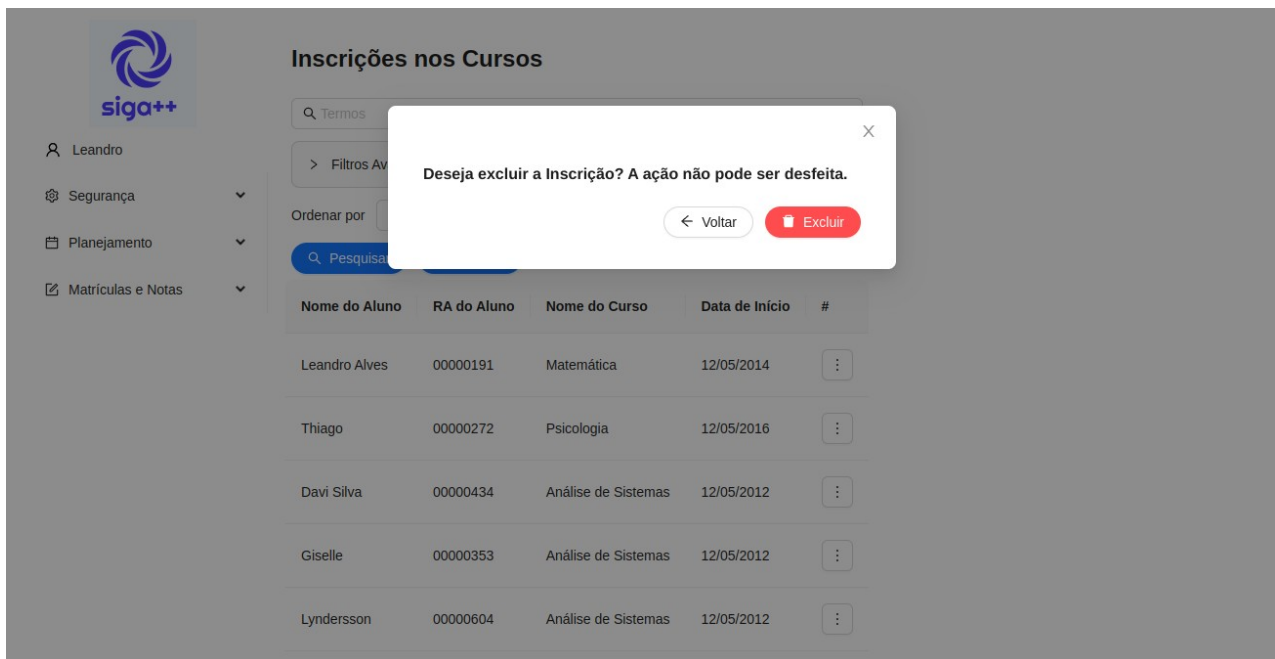 siga++
Leandro
Segurança
Planejamento
Matrículas e Notas
Inscrições nos Cursos
Termos
Filtros Av
Ordenar por
Pesquisar
Deseja excluir a Inscrição? A ação não pode ser desfeita.
Voltar Excluir
Nome do Aluno RA do Aluno Nome do Curso Data de Início #
Leandro Alves 00000191 Matemática 12/05/2014
Thiago 00000272 Psicologia 12/05/2016
Davi Silva 00000434 Análise de Sistemas 12/05/2012
Giselle 00000353 Análise de Sistemas 12/05/2012
Lyndersson 00000604 Análise de Sistemas 12/05/2012